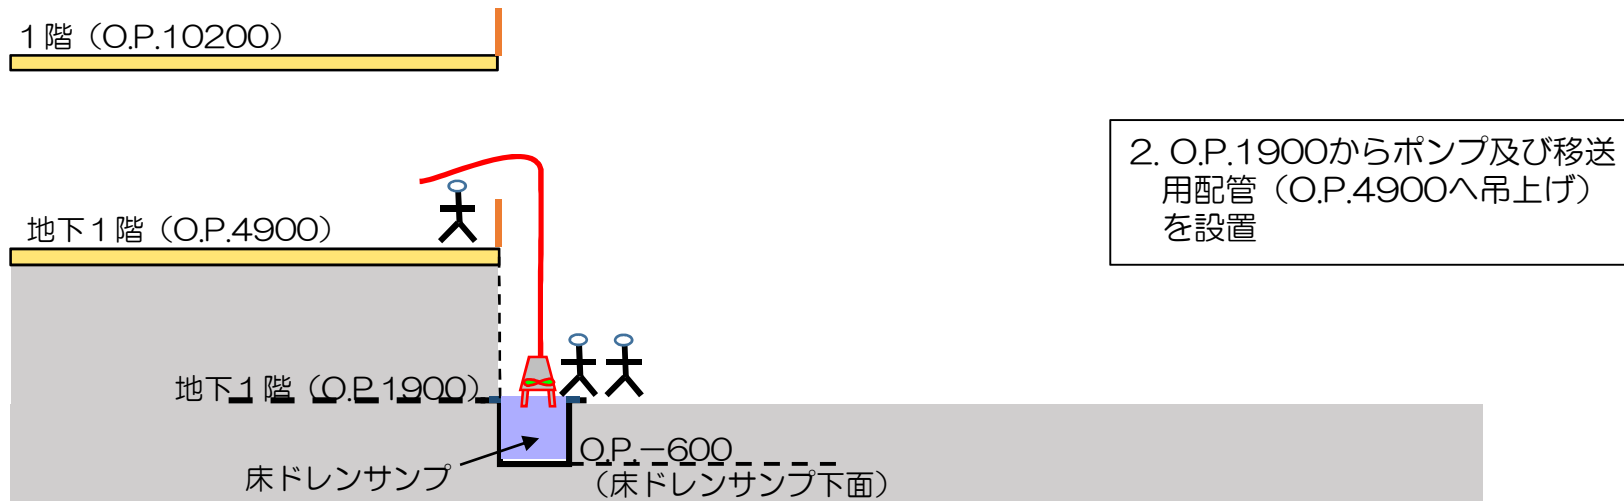 1階（O.P.10200）
2. O.P.1900からポンプ及び移送
用配管（O.P.4900へ吊上げ）
を設置
地下1階（O.P.4900）
地下1階（O.P.1900）
O.P.－600
（床ドレンサンプ下面）
床ドレンサンプ